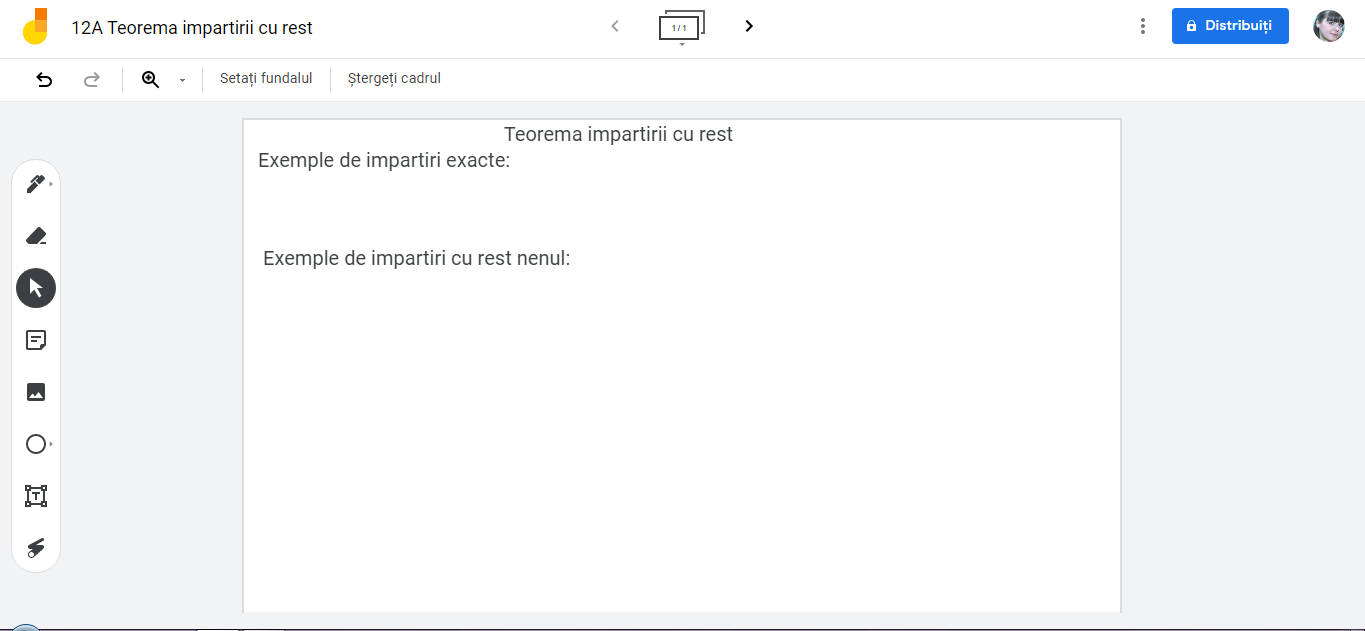 12A Teorema impartirii cu rest
1 / 1
Distribuiți
Setați fundalul
Ștergeți cadrul
Teorema impartirii cu rest
Exemple de impartiri exacte:
Exemple de impartiri cu rest nenul:
T